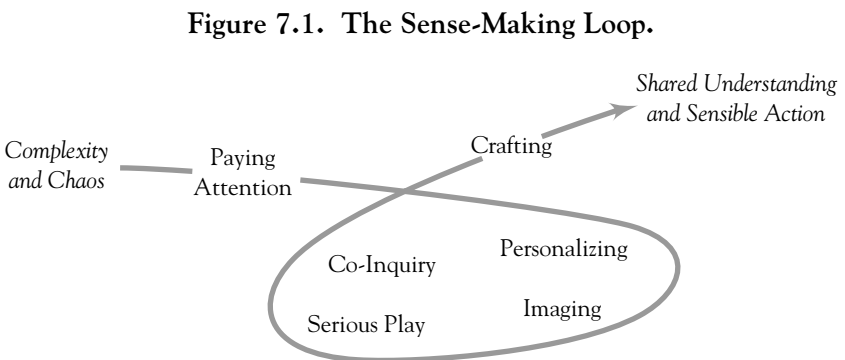 Figure 7.1. The Sense-Making Loop.
Shared Understanding
and Sensible Action
Crafting
Complexity
and Chaos
Paying
Attention
Personalizing
Co-Inquiry
Imaging
Serious Play